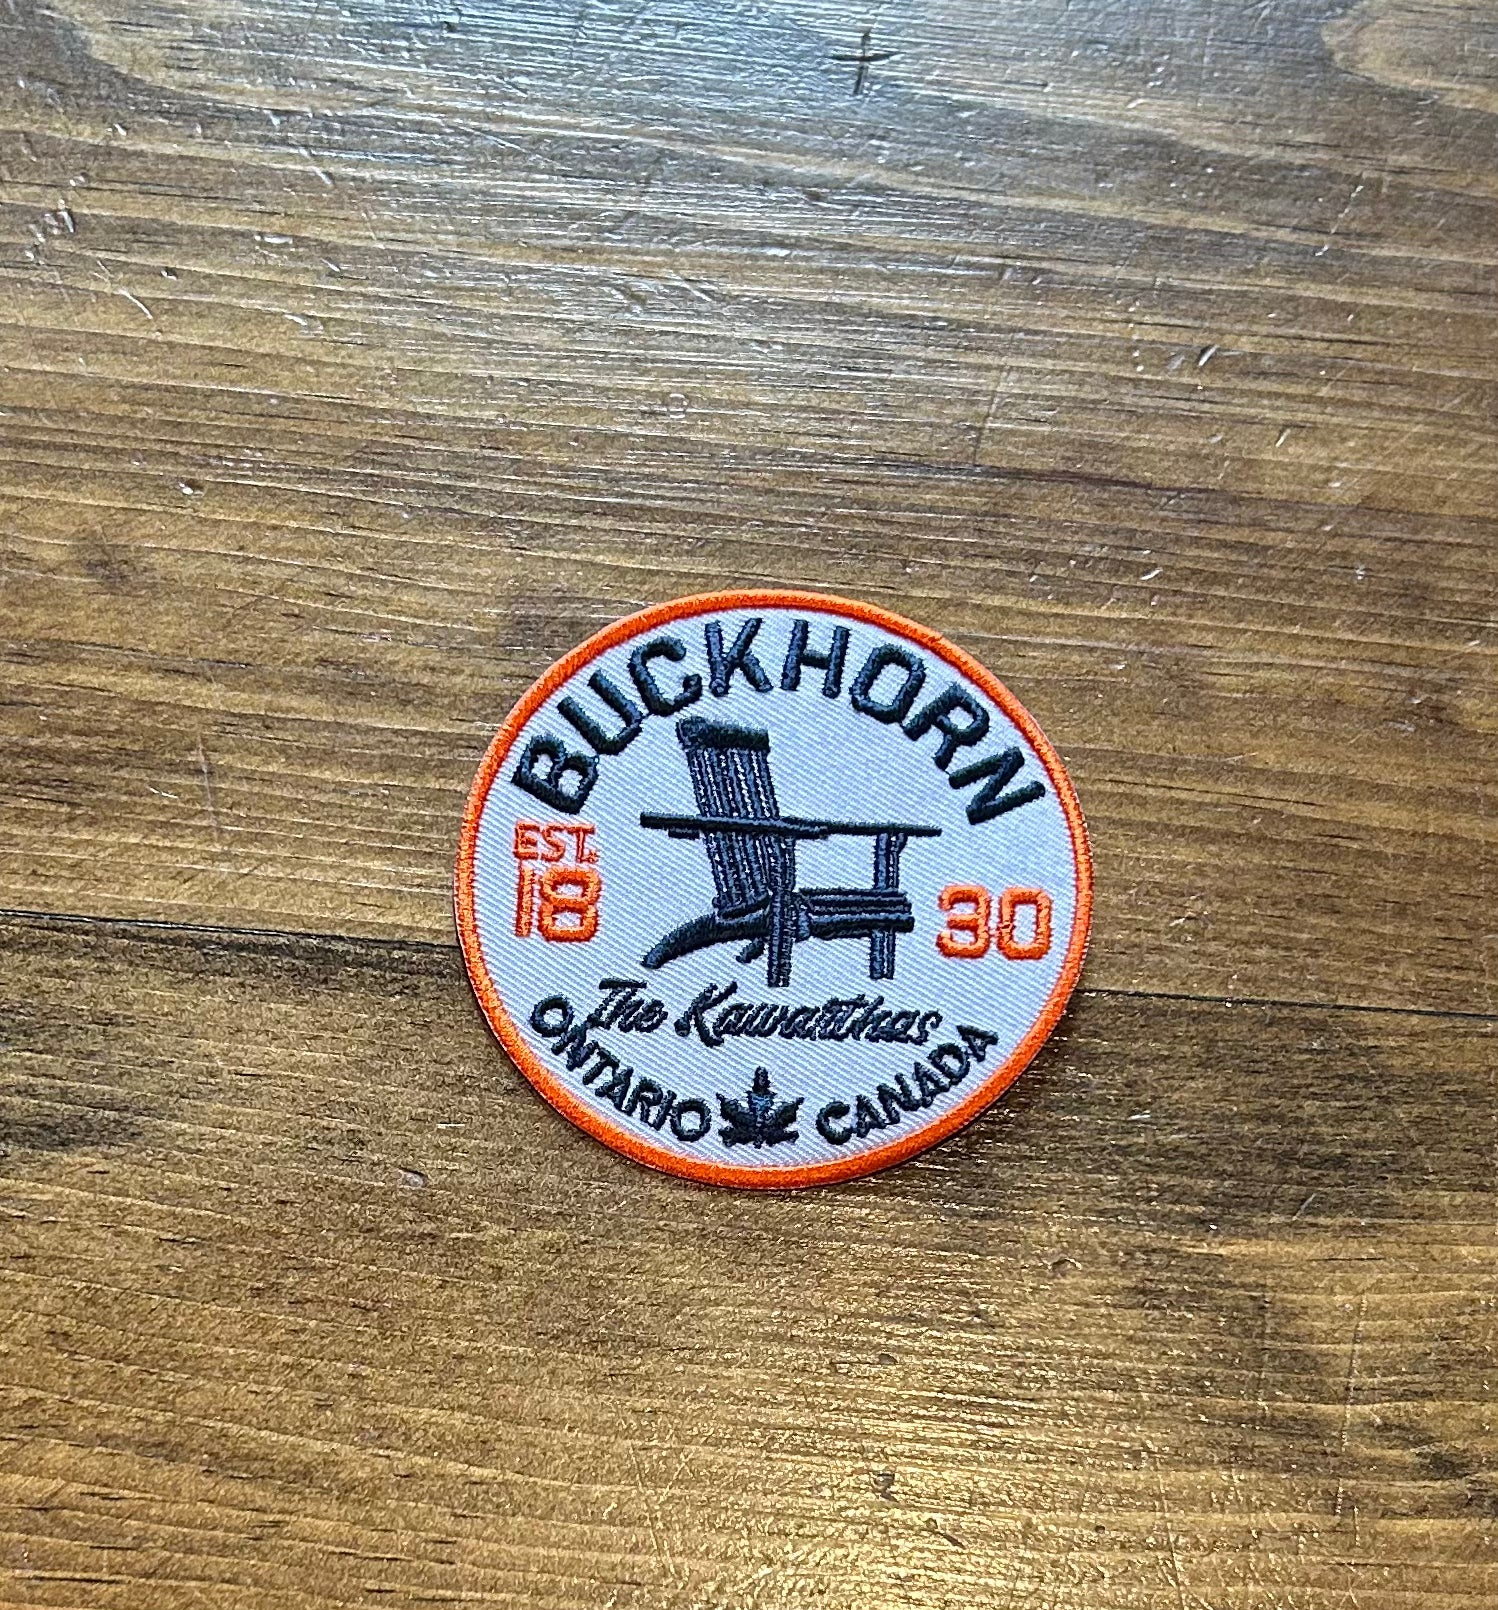 BUCKHORN
EST.
18 30
The Kawarthas
ONTARIO CANADA